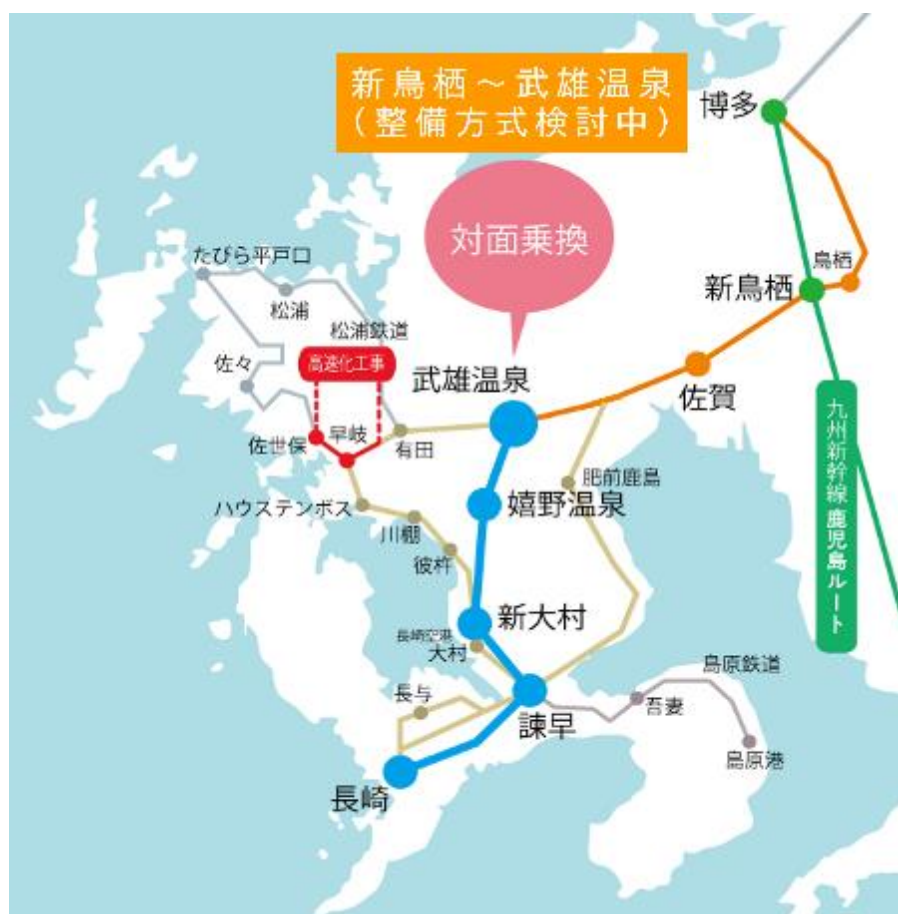 新鳥栖～武雄温泉
（整備方式検討中）
博多
対面乗換
たびら平戸口
鳥栖
新鳥栖
松浦
松浦鉄道
佐々
高速化工事
武雄温泉
佐賀
早岐
佐世保
有田
九州新幹線 鹿児島ルート
肥前鹿島
ハウステンボス
嬉野温泉
川棚
彼杵
新大村
長崎空港
大村
島原鉄道
長与
吾妻
諫早
島原港
長崎